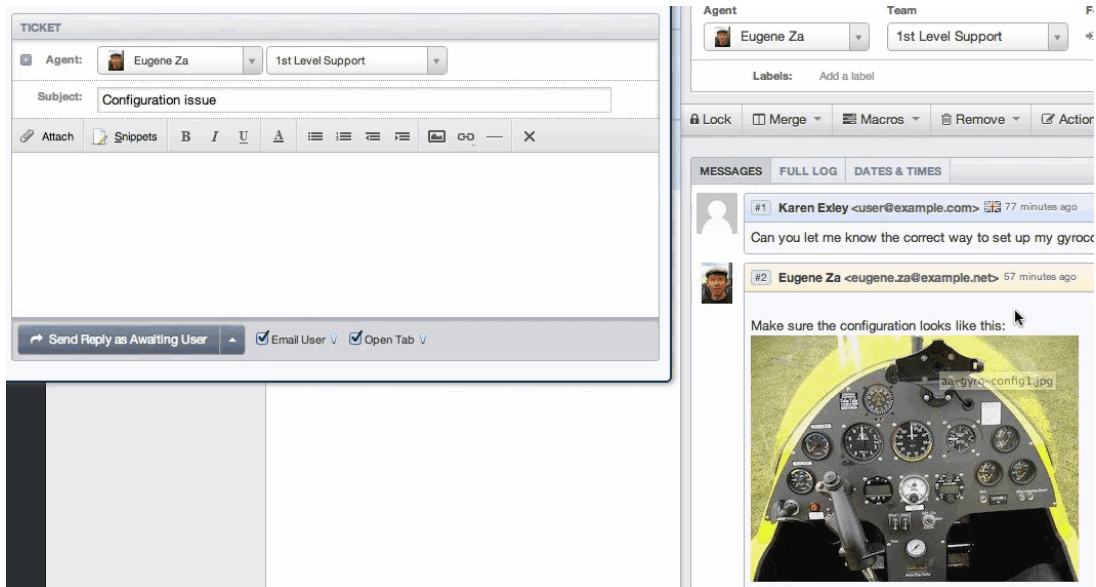 TICKET
Agent: Eugene Za 1st Level Support
Subject: Configuration issue
Attach Snippets B I U A
Send Reply as Awaiting User Email User Open Tab
Agent Team
Eugene Za 1st Level Support
Labels: Add a label
Lock Merge Macros Remove Action
MESSAGES FULL LOG DATES & TIMES
#1 Karen Exley <user@example.com> 77 minutes ago
Can you let me know the correct way to set up my gyroc
#2 Eugene Za <eugene.za@example.net> 57 minutes ago
Make sure the configuration looks like this:
aa-gyro-config1.jpg